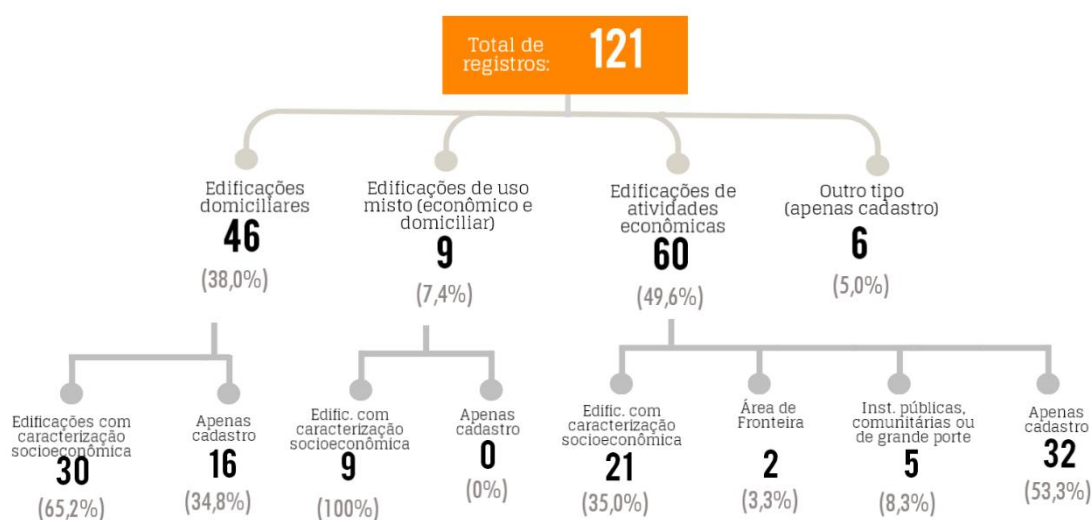 Total de
registros:
121
Edificações
domiciliares
46
(38,0%)
Edificações de uso
misto (econômico e
domiciliar)
9
(7,4%)
Edificações de
atividades
econômicas
60
(49,6%)
Outro tipo
(apenas cadastro)
6
(5,0%)
Edificações com
caracterização
socioeconômica
30
(65,2%)
Apenas
cadastro
16
(34,8%)
Edific. com
caracterização
socioeconômica
9
(100%)
Apenas
cadastro
0
(0%)
Edific. com
caracterização
socioeconômica
21
(35,0%)
Área de
Fronteira
2
(3,3%)
Inst. públicas,
comunitárias ou
de grande porte
5
(8,3%)
Apenas
cadastro
32
(53,3%)